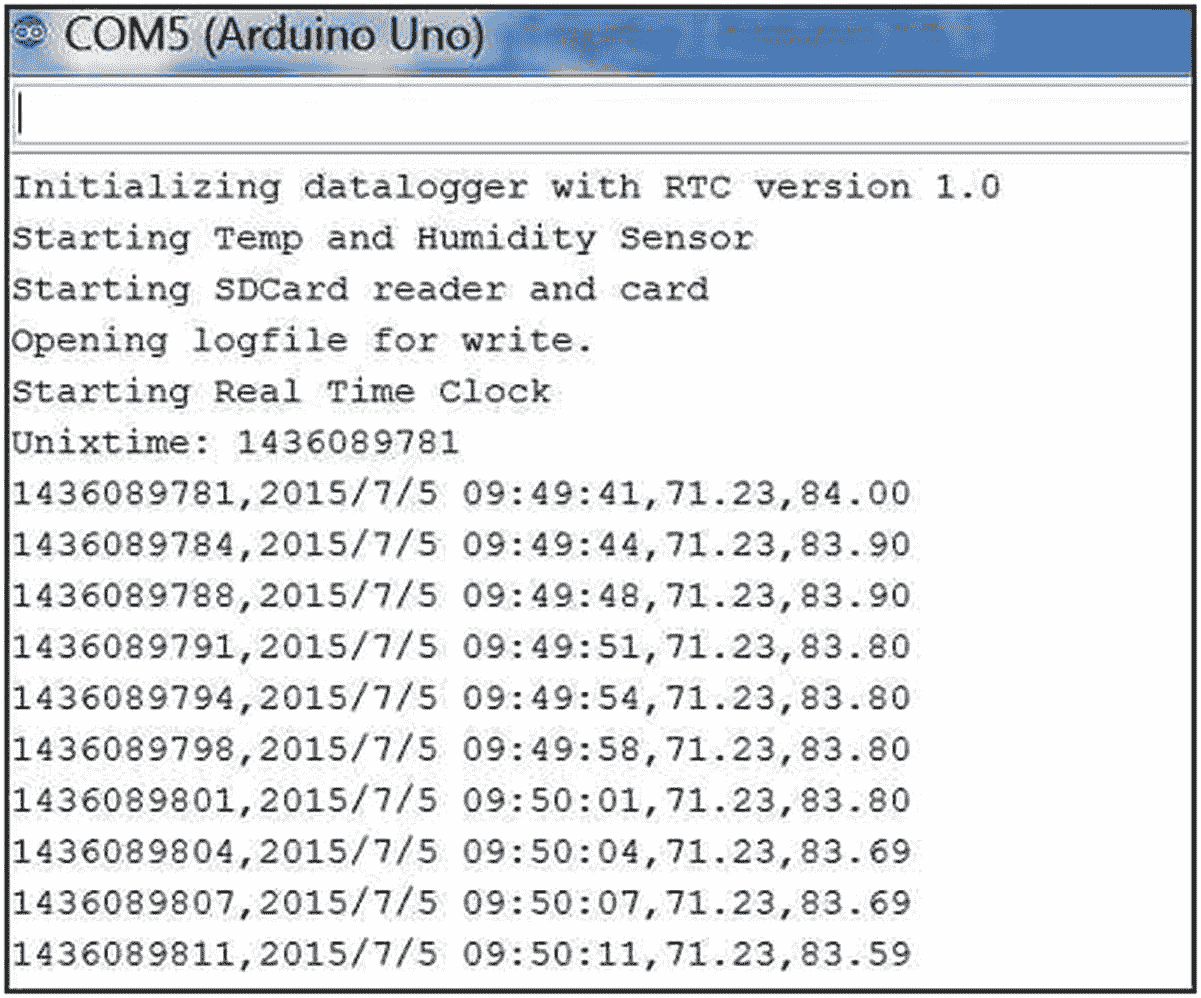 COM5 (Arduino Uno)
Initializing datalogger with RTC version 1.0
Starting Temp and Humidity Sensor
Starting SDCard reader and card
Opening logfile for write.
Starting Real Time Clock
Unixtime: 1436089781
1436089781,2015/7/5 09:49:41,71.23,84.00
1436089784,2015/7/5 09:49:44,71.23,83.90
1436089788,2015/7/5 09:49:48,71.23,83.90
1436089791,2015/7/5 09:49:51,71.23,83.80
1436089794,2015/7/5 09:49:54,71.23,83.80
1436089798,2015/7/5 09:49:58,71.23,83.80
1436089801,2015/7/5 09:50:01,71.23,83.80
1436089804,2015/7/5 09:50:04,71.23,83.69
1436089807,2015/7/5 09:50:07,71.23,83.69
1436089811,2015/7/5 09:50:11,71.23,83.59